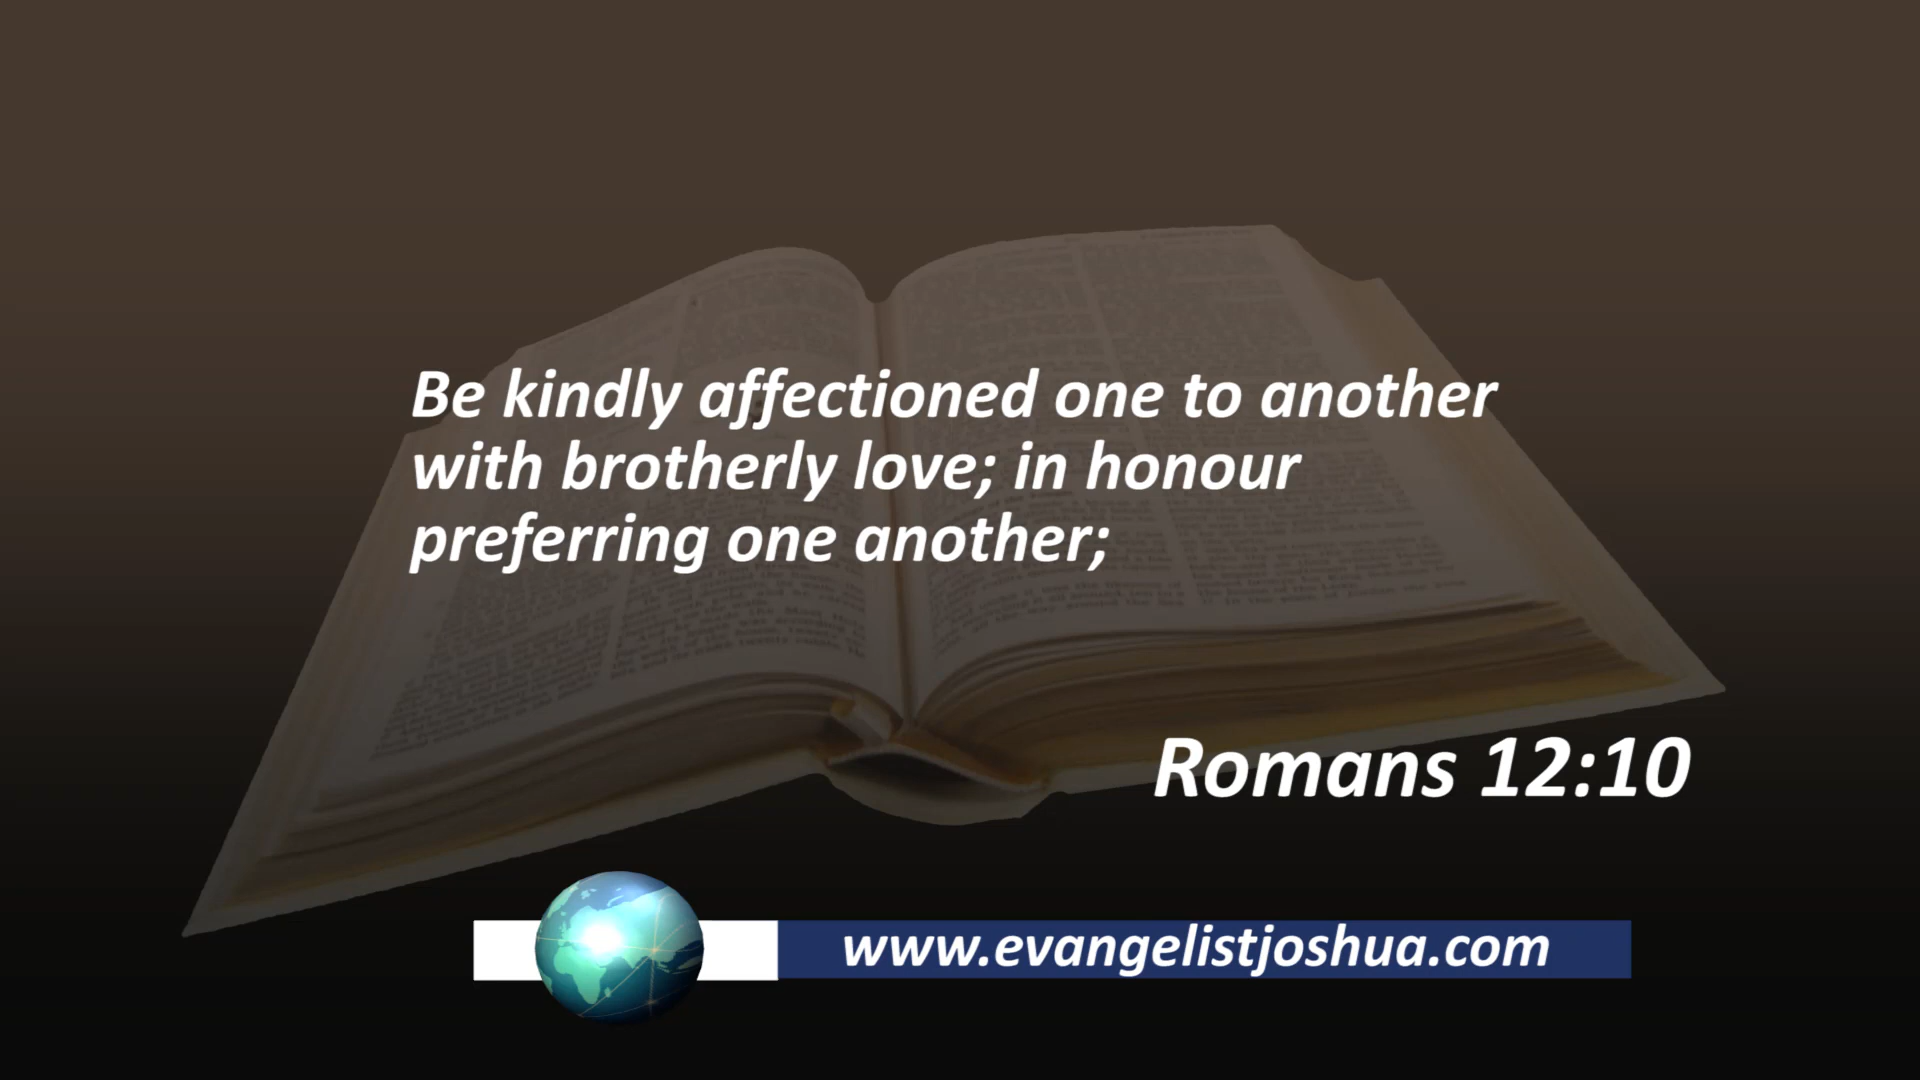 Be kindly affectioned one to another
with brotherly love; in honour
preferring one another;
Romans 12:10
www.evangelistjoshua.com